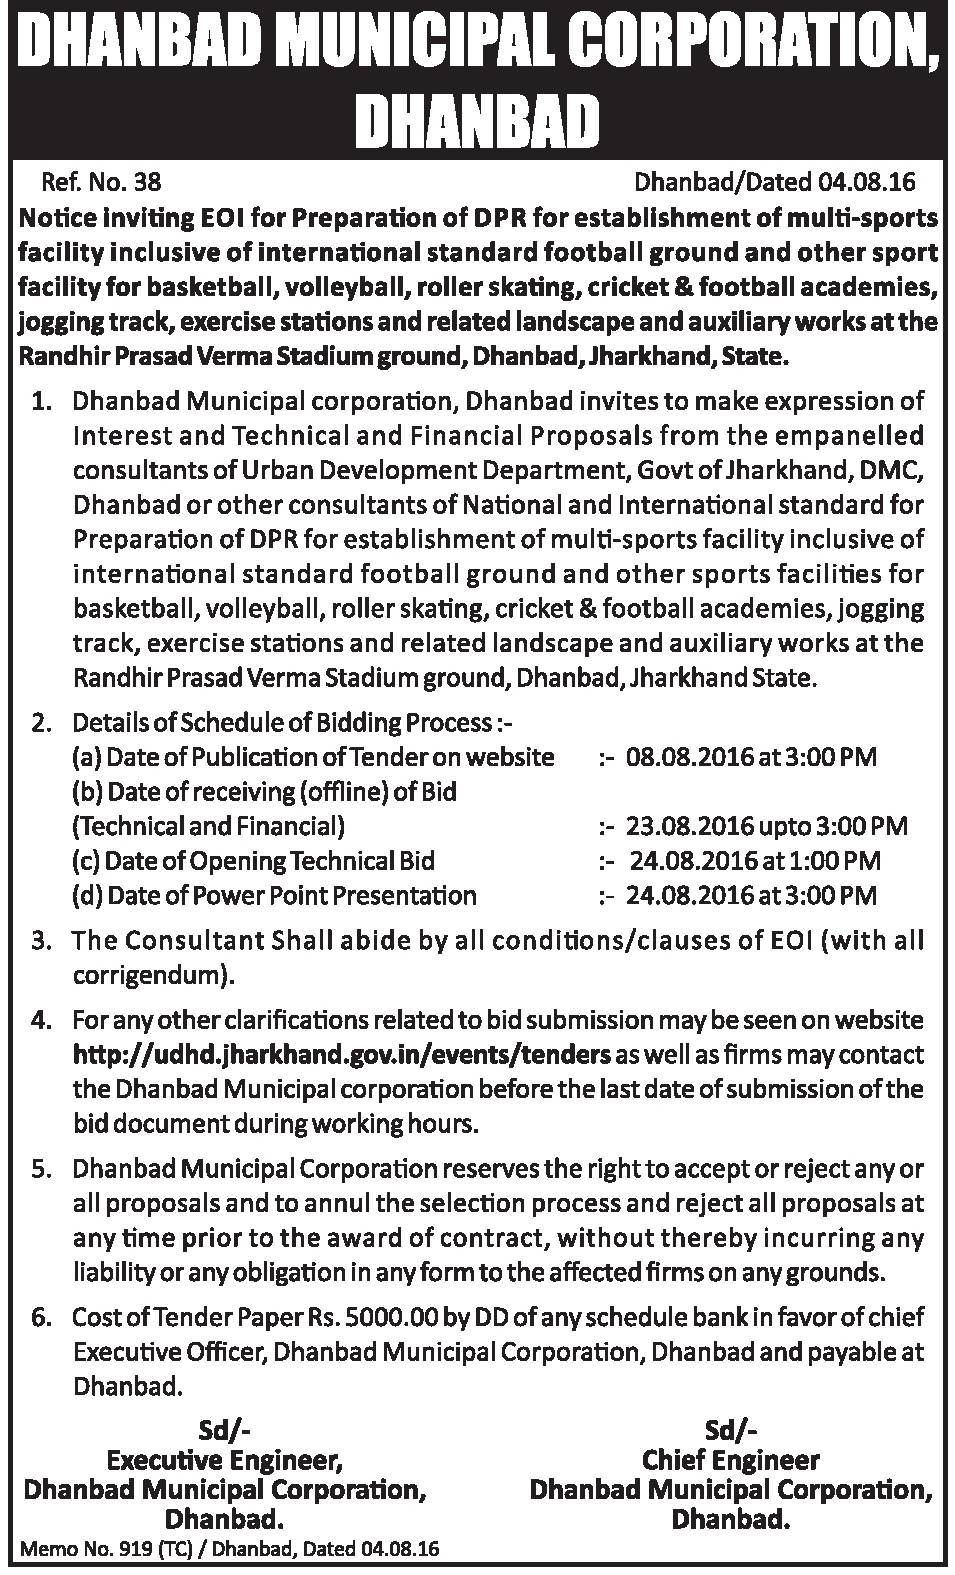 DHANBAD MUNICIPAL CORPORATION,
DHANBAD
Ref. No. 38 Dhanbad/Dated 04.08.16
Notice inviting EOI for Preparation of DPR for establishment of multi-sports
facility inclusive of international standard football ground and other sport
facility for basketball, volleyball, roller skating, cricket & football academies,
jogging track, exercise stations and related landscape and auxiliary works at the
Randhir Prasad Verma Stadium ground, Dhanbad, Jharkhand, State.
1. Dhanbad Municipal corporation, Dhanbad invites to make expression of
Interest and Technical and Financial Proposals from the empanelled
consultants of Urban Development Department, Govt of Jharkhand, DMC,
Dhanbad or other consultants of National and International standard for
Preparation of DPR for establishment of multi-sports facility inclusive of
international standard football ground and other sports facilities for
basketball, volleyball, roller skating, cricket & football academies, jogging
track, exercise stations and related landscape and auxiliary works at the
Randhir Prasad Verma Stadium ground, Dhanbad, Jharkhand State.
2. Details of Schedule of Bidding Process :-
(a) Date of Publication of Tender on website :- 08.08.2016 at 3:00 PM
(b) Date of receiving (offline) of Bid
(Technical and Financial) :- 23.08.2016 upto 3:00 PM
(c) Date of Opening Technical Bid :- 24.08.2016 at 1:00 PM
(d) Date of Power Point Presentation :- 24.08.2016 at 3:00 PM
3. The Consultant Shall abide by all conditions/clauses of EOI (with all
corrigendum).
4. For any other clarifications related to bid submission may be seen on website
http://udhd.jharkhand.gov.in/events/tenders as well as firms may contact
the Dhanbad Municipal corporation before the last date of submission of the
bid document during working hours.
5. Dhanbad Municipal Corporation reserves the right to accept or reject any or
all proposals and to annul the selection process and reject all proposals at
any time prior to the award of contract, without thereby incurring any
liability or any obligation in any form to the affected firms on any grounds.
6. Cost of Tender Paper Rs. 5000.00 by DD of any schedule bank in favor of chief
Executive Officer, Dhanbad Municipal Corporation, Dhanbad and payable at
Dhanbad.
Sd/- Sd/-
Executive Engineer, Chief Engineer
Dhanbad Municipal Corporation, Dhanbad Municipal Corporation,
Dhanbad. Dhanbad.
Memo No. 919 (TC) / Dhanbad, Dated 04.08.16